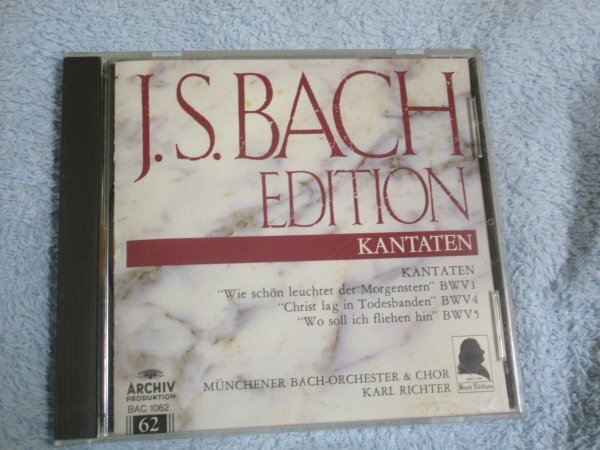 J.S.BACH
EDITION
KANTATEN
KANTATEN
"Wie schön leuchtet der Morgenstern" BWV1
"Christ lag in Todesbanden" BWV4
"Wo soll ich fliehen hin" BWV5
MÜNCHENER BACH-ORCHESTER & CHOR
KARL RICHTER
Bach Edition
ARCHIV
PRODUKTION
BAC 1062
62